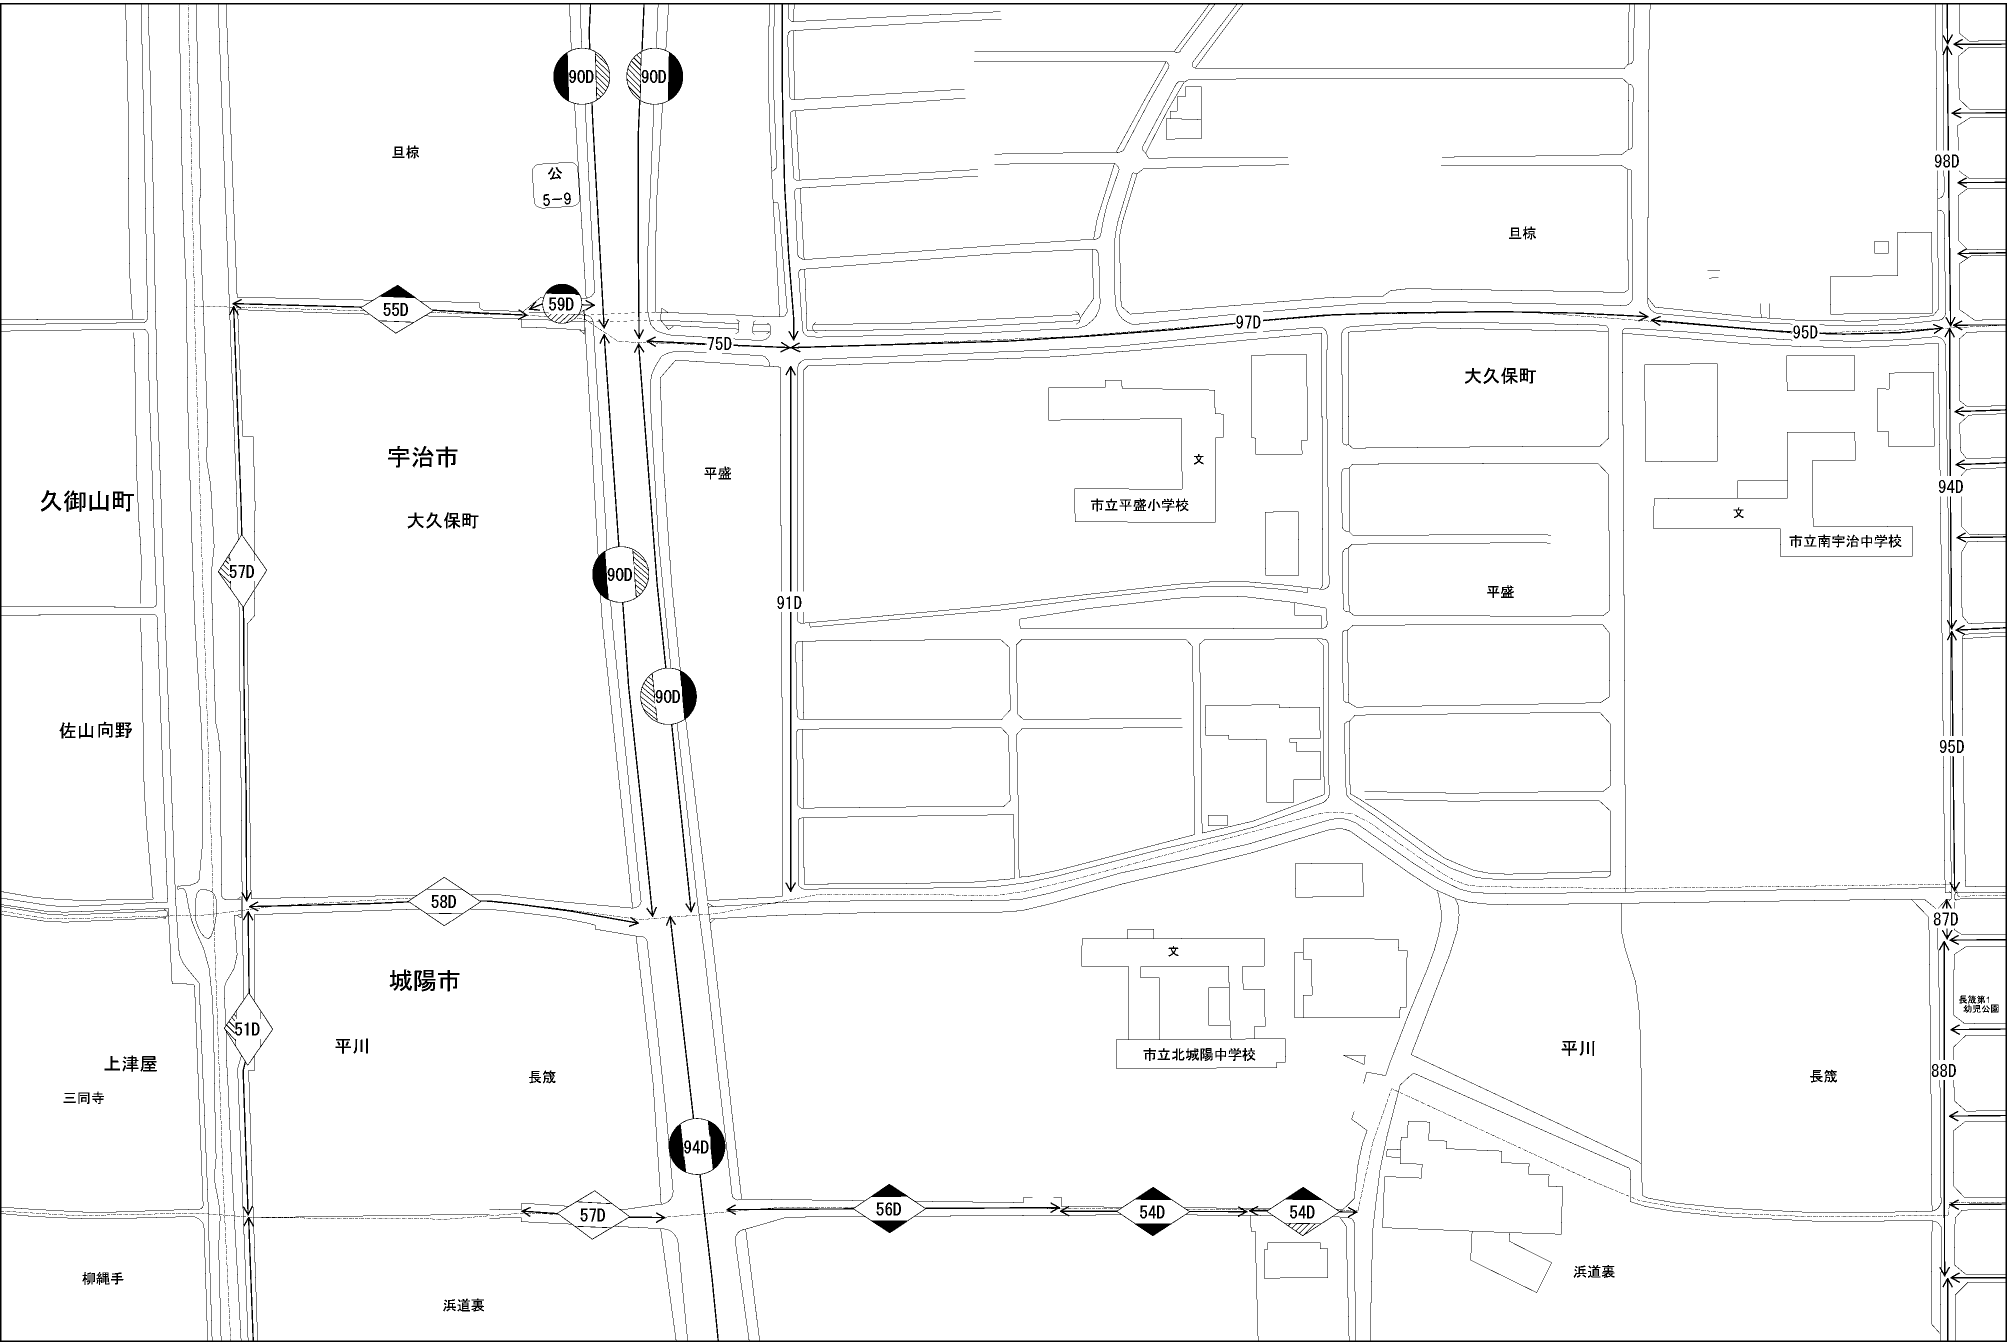 90D
90D
旦椋
公
5-9
98D
旦椋
55D
59D
75D
97D
95D
大久保町
宇治市
平盛
文
市立平盛小学校
久御山町
大久保町
94D
文
市立南宇治中学校
57D
90D
91D
平盛
90D
佐山向野
95D
58D
87D
城陽市
文
長筬第1
幼児公園
51D
平川
市立北城陽中学校
平川
上津屋
長筬
長筬
88D
三同寺
94D
57D
56D
54D
54D
柳縄手
浜道裏
浜道裏